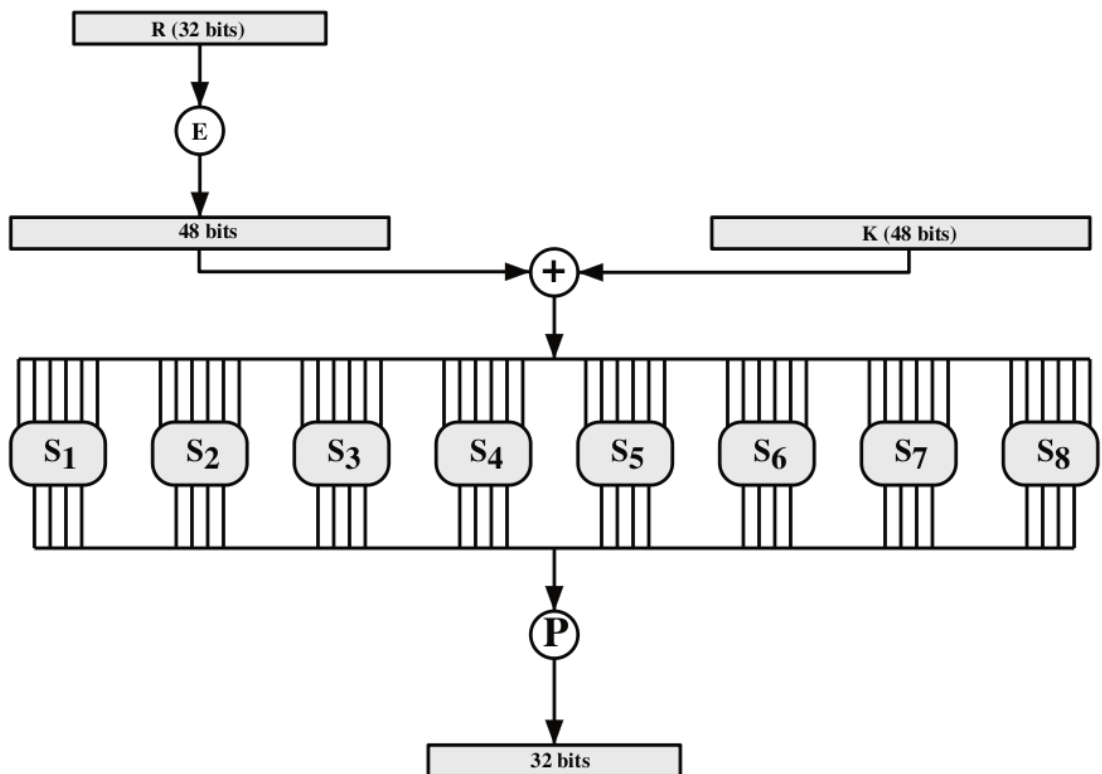 R (32 bits)
E
48 bits
K (48 bits)
+
S1 S2 S3 S4 S5 S6 S7 S8
P
32 bits